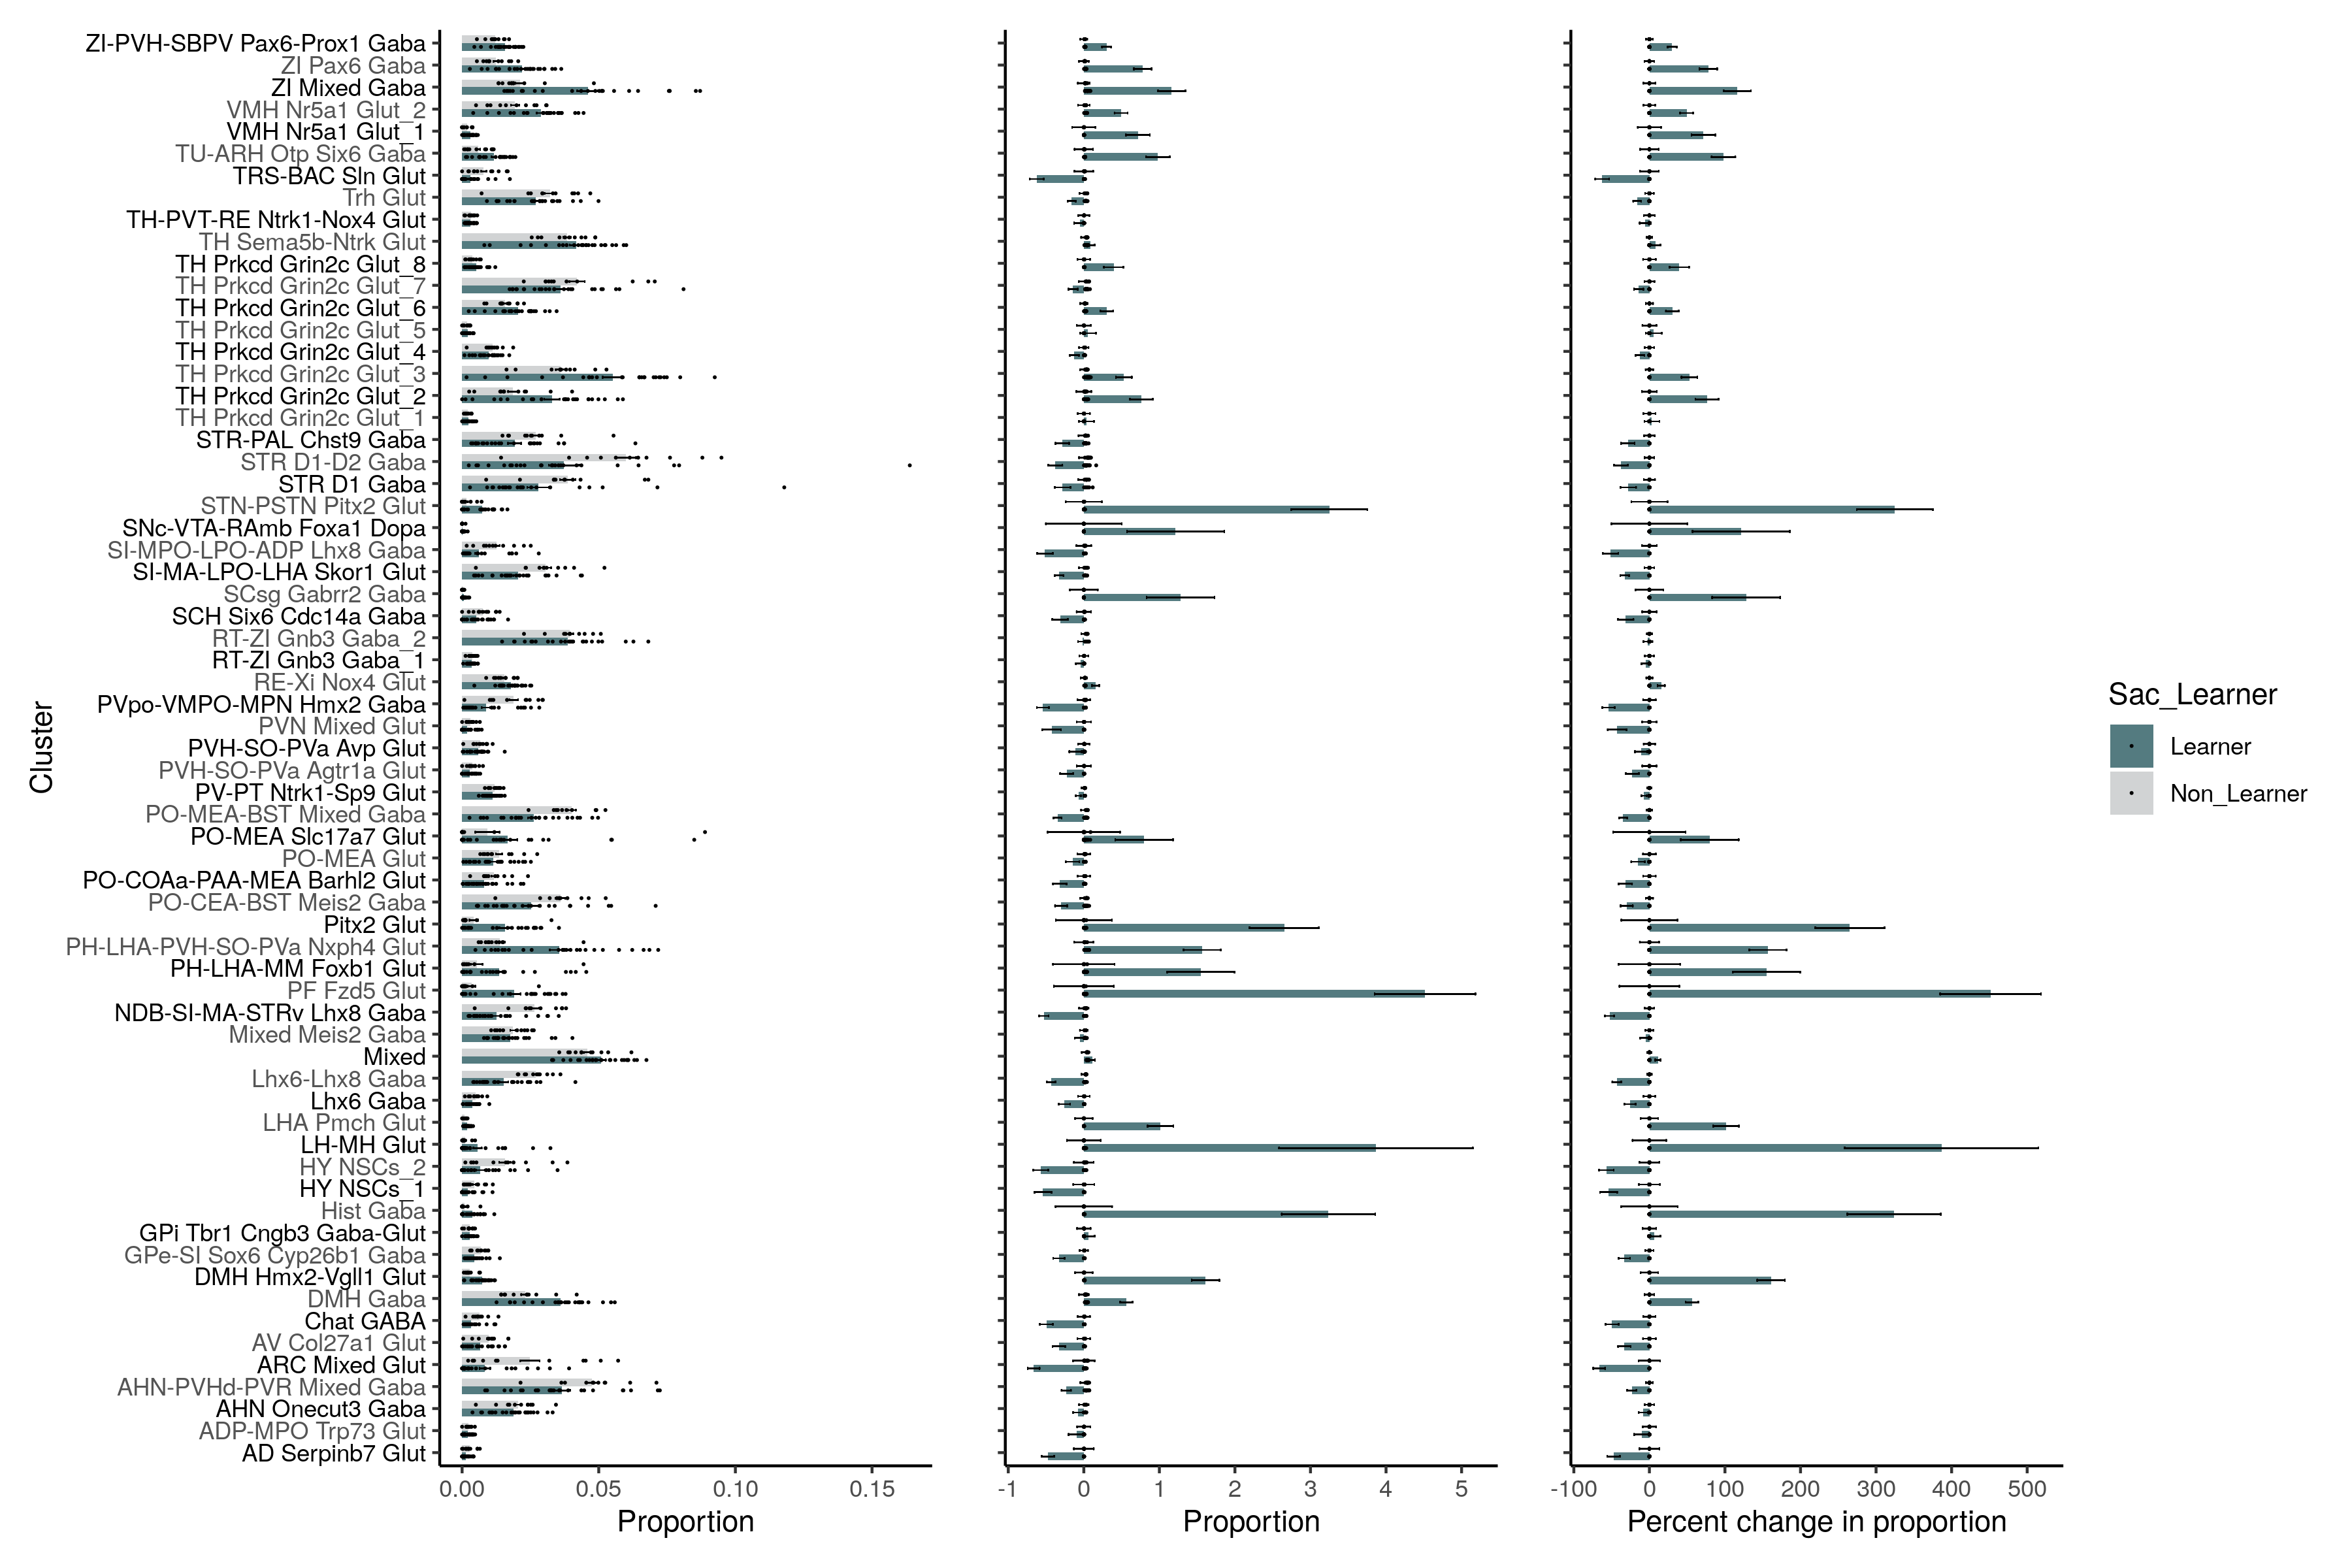 ZI-PVH-SBPV Pax6-Prox1 Gaba
ZI Pax6 Gaba
ZI Mixed Gaba
VMH Nr5a1 Glut_2
VMH Nr5a1 Glut_1
TU-ARH Otp Six6 Gaba
TRS-BAC Sln Glut
Trh Glut
TH-PVT-RE Ntrk1-Nox4 Glut
TH Sema5b-Ntrk Glut
TH Prkcd Grin2c Glut_8
TH Prkcd Grin2c Glut_7
TH Prkcd Grin2c Glut_6
TH Prkcd Grin2c Glut_5
TH Prkcd Grin2c Glut_4
TH Prkcd Grin2c Glut_3
TH Prkcd Grin2c Glut_2
TH Prkcd Grin2c Glut_1
STR-PAL Chst9 Gaba
STR D1-D2 Gaba
STR D1 Gaba
STN-PSTN Pitx2 Glut
SNc-VTA-RAmb Foxa1 Dopa
SI-MPO-LPO-ADP Lhx8 Gaba
SI-MA-LPO-LHA Skor1 Glut
SCsg Gabrr2 Gaba
SCH Six6 Cdc14a Gaba
RT-ZI Gnb3 Gaba_2
RT-ZI Gnb3 Gaba_1
RE-Xi Nox4 Glut
PVpo-VMPO-MPN Hmx2 Gaba
PVN Mixed Glut
PVH-SO-PVa Avp Glut
PVH-SO-PVa Agtr1a Glut
PV-PT Ntrk1-Sp9 Glut
PO-MEA-BST Mixed Gaba
PO-MEA Slc17a7 Glut
PO-MEA Glut
PO-COAa-PAA-MEA Barhl2 Glut
PO-CEA-BST Meis2 Gaba
Pitx2 Glut
PH-LHA-PVH-SO-PVa Nxph4 Glut
PH-LHA-MM Foxb1 Glut
PF Fzd5 Glut
NDB-SI-MA-STRv Lhx8 Gaba
Mixed Meis2 Gaba
Mixed
Lhx6-Lhx8 Gaba
Lhx6 Gaba
LHA Pmch Glut
LH-MH Glut
HY NSCs_2
HY NSCs_1
Hist Gaba
GPi Tbr1 Cngb3 Gaba-Glut
GPe-SI Sox6 Cyp26b1 Gaba
DMH Hmx2-Vgll1 Glut
DMH Gaba
Chat GABA
AV Col27a1 Glut
ARC Mixed Glut
AHN-PVHd-PVR Mixed Gaba
AHN Onecut3 Gaba
ADP-MPO Trp73 Glut
AD Serpinb7 Glut
Cluster
0.00 0.05 0.10 0.15
Proportion
-1 0 1 2 3 4 5
Proportion
-100 0 100 200 300 400 500
Percent change in proportion
Sac_Learner
Learner
Non_Learner